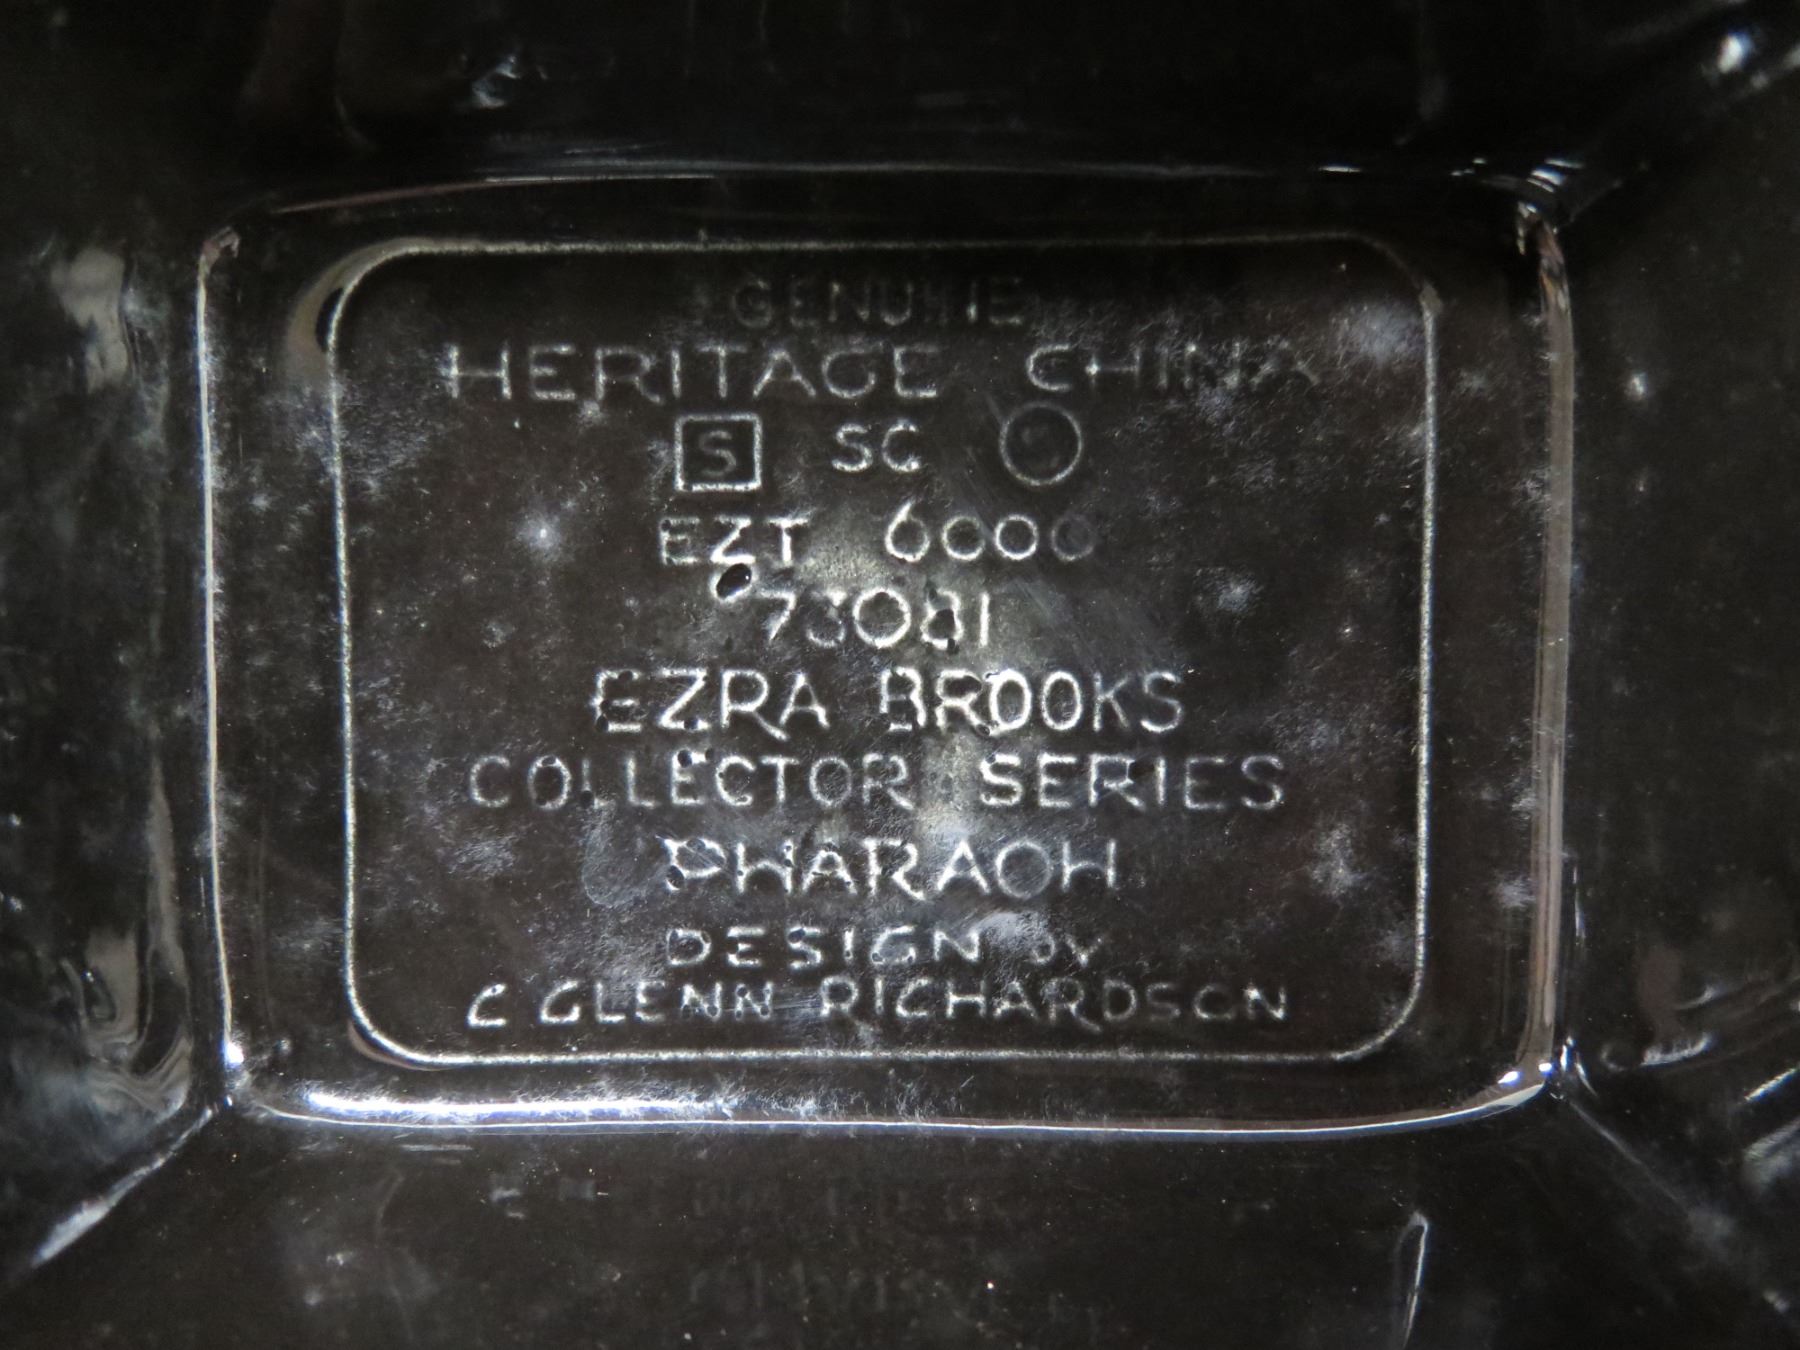 GENUINE
HERITAGE CHINA
S SC
EZT 6000
73081
EZRA BROOKS
COLLECTOR SERIES
PHARAOH
DESIGN BY
C GLENN RICHARDSON